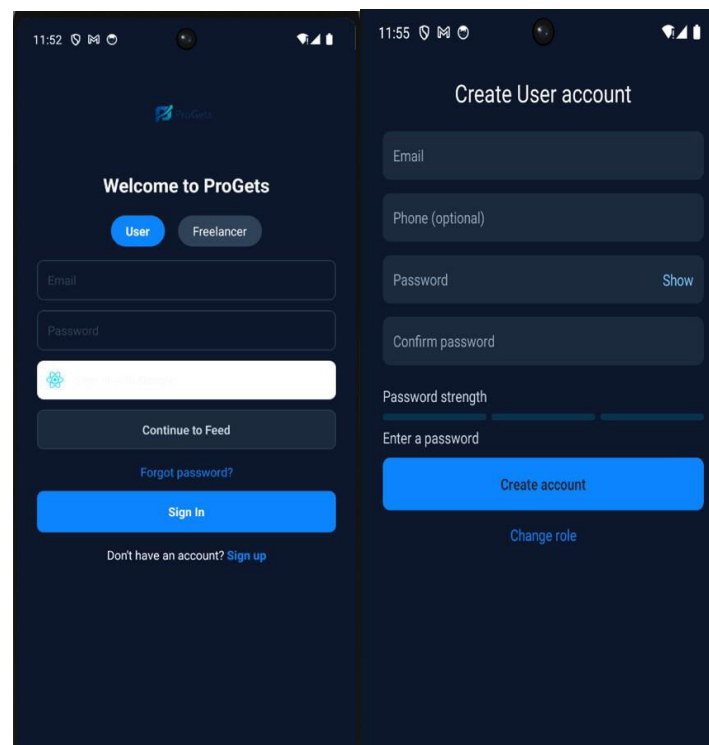 11:52
ProGets
Welcome to ProGets
User
Freelancer
Email
Password
Continue to Feed
Forgot password?
Sign In
Don't have an account? Sign up
11:55
Create User account
Email
Phone (optional)
Password
Show
Confirm password
Password strength
Enter a password
Create account
Change role